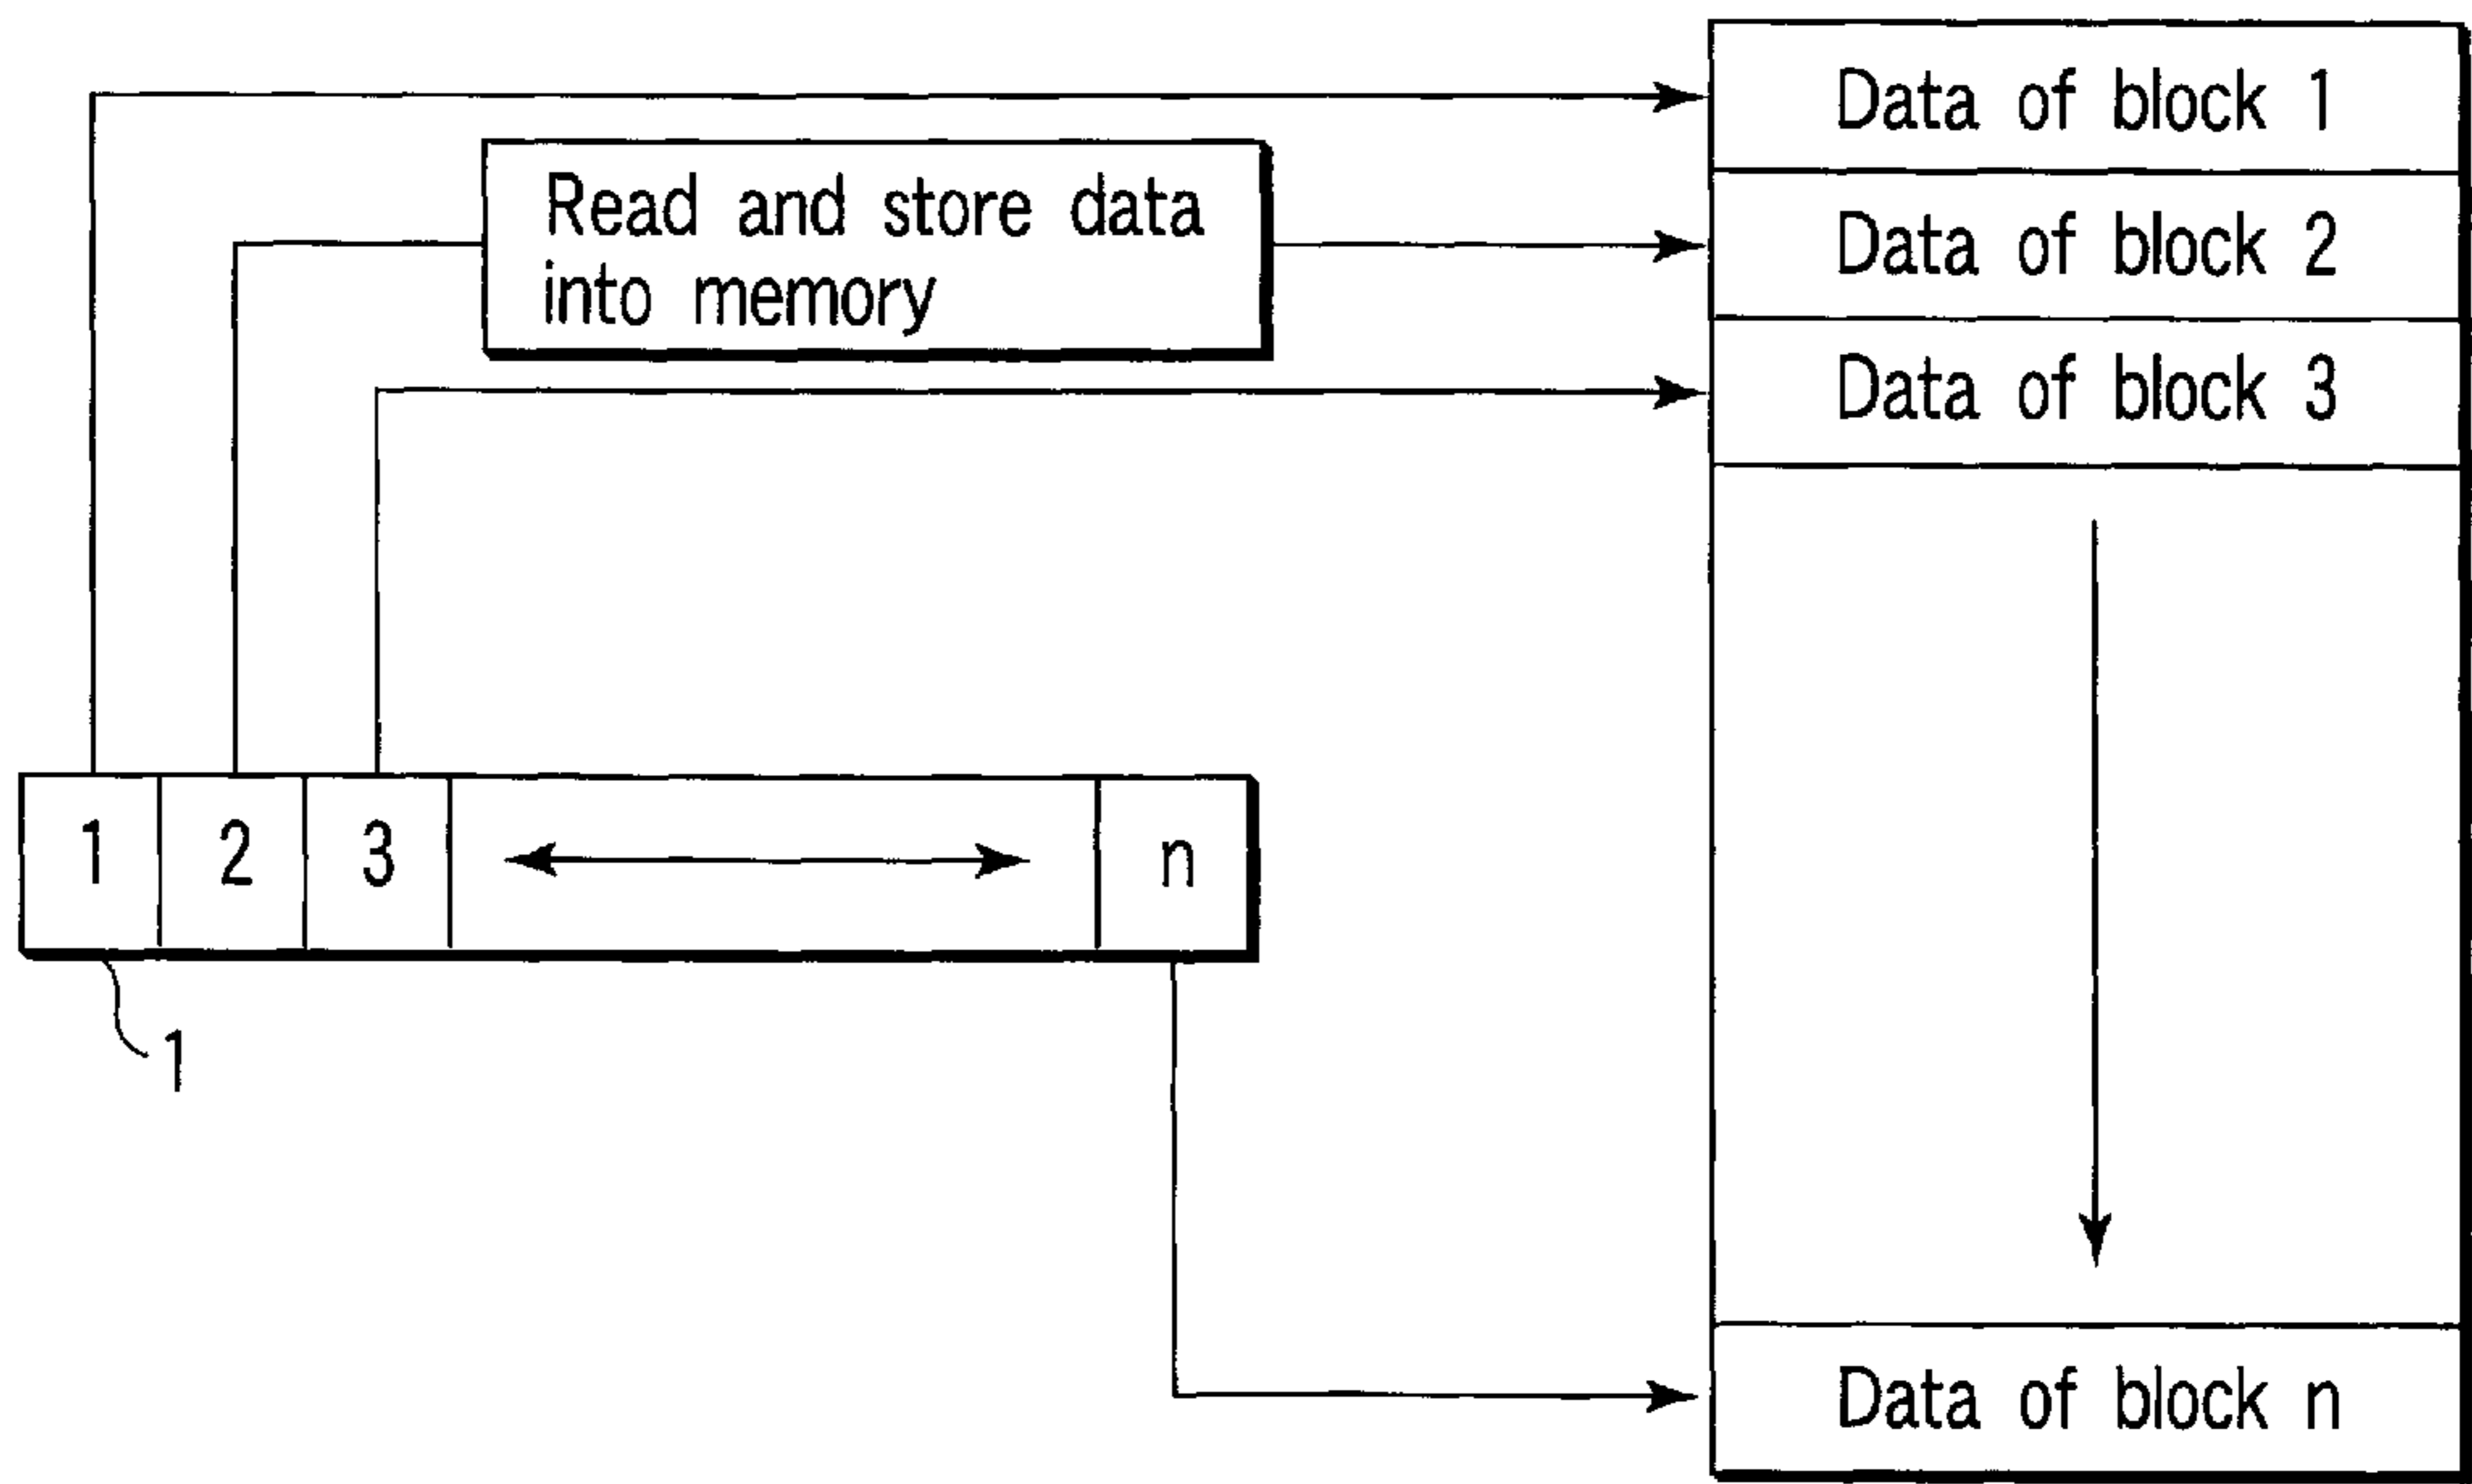 Data of block 1
Read and store data
into memory
Data of block 2
Data of block 3
1 2 3 n
1
Data of block n